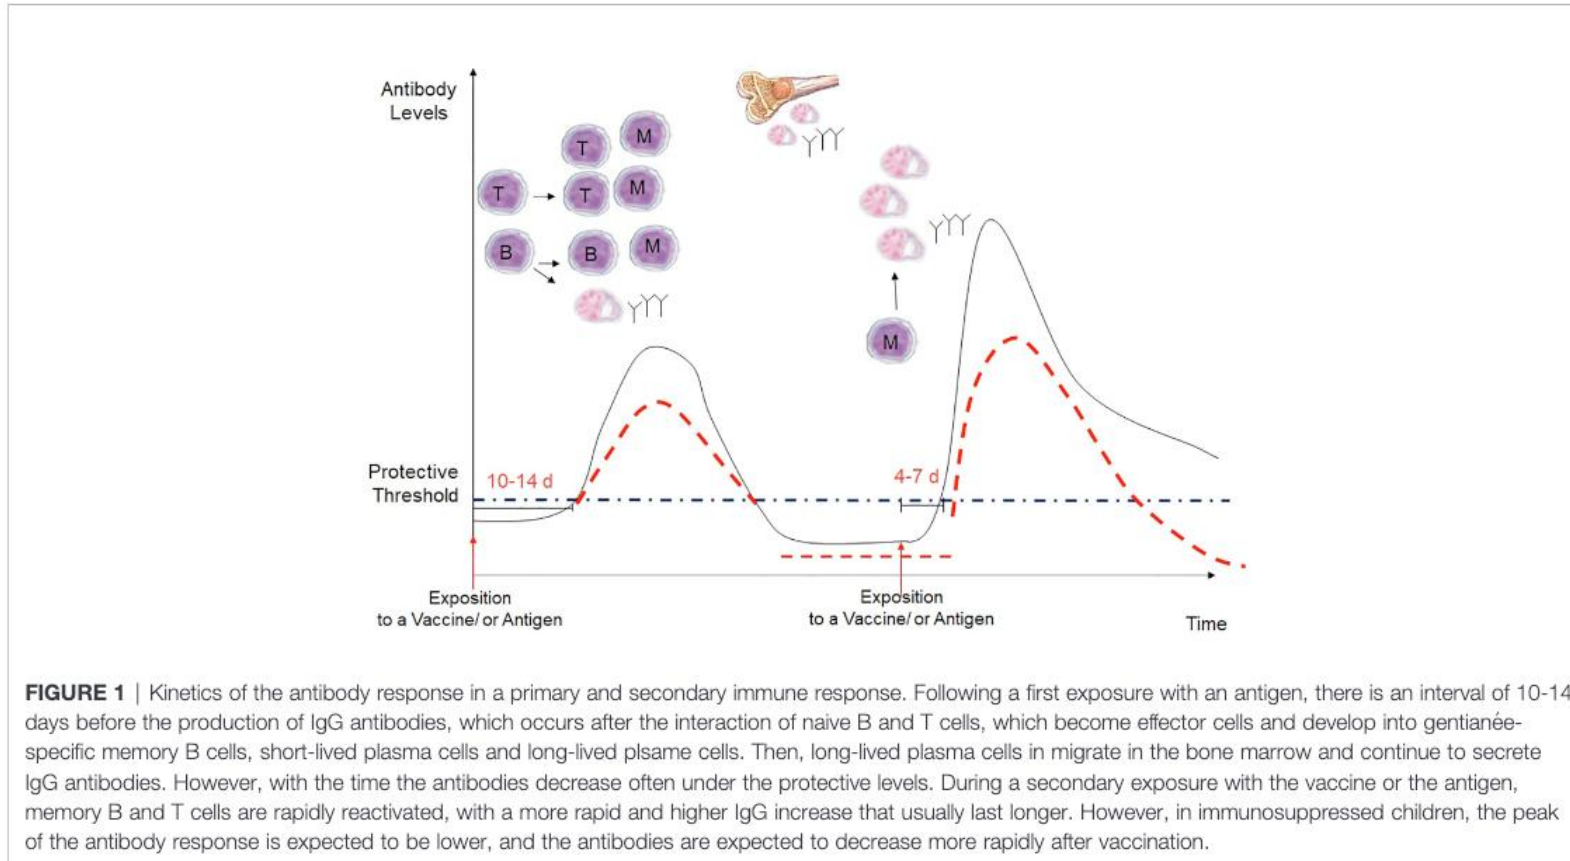 Antibody
Levels
T
T
M
T
M
B
B
M
M
Protective
Threshold
10-14 d
4-7 d
Exposition
to a Vaccine/ or Antigen
Exposition
to a Vaccine/ or Antigen
Time
FIGURE 1 | Kinetics of the antibody response in a primary and secondary immune response. Following a first exposure with an antigen, there is an interval of 10-14
days before the production of IgG antibodies, which occurs after the interaction of naive B and T cells, which become effector cells and develop into gentianée-
specific memory B cells, short-lived plasma cells and long-lived plsame cells. Then, long-lived plasma cells in migrate in the bone marrow and continue to secrete
IgG antibodies. However, with the time the antibodies decrease often under the protective levels. During a secondary exposure with the vaccine or the antigen,
memory B and T cells are rapidly reactivated, with a more rapid and higher IgG increase that usually last longer. However, in immunosuppressed children, the peak
of the antibody response is expected to be lower, and the antibodies are expected to decrease more rapidly after vaccination.